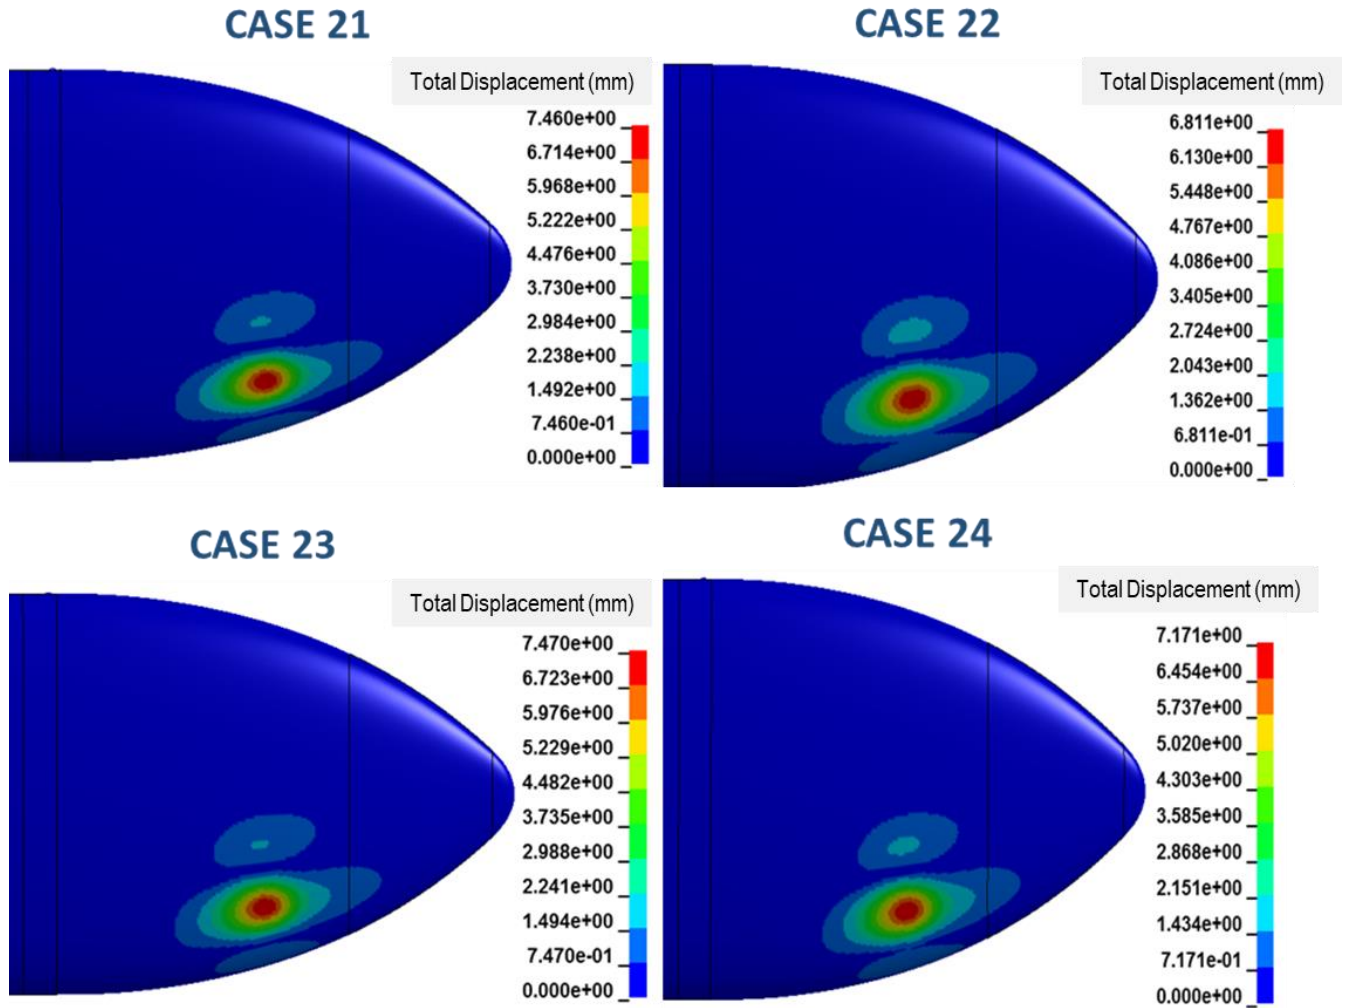 CASE 21
Total Displacement (mm)
7.460e+00
6.714e+00
5.968e+00
5.222e+00
4.476e+00
3.730e+00
2.984e+00
2.238e+00
1.492e+00
7.460e-01
0.000e+00
CASE 22
Total Displacement (mm)
6.811e+00
6.130e+00
5.448e+00
4.767e+00
4.086e+00
3.405e+00
2.724e+00
2.043e+00
1.362e+00
6.811e-01
0.000e+00
CASE 23
Total Displacement (mm)
7.470e+00
6.723e+00
5.976e+00
5.229e+00
4.482e+00
3.735e+00
2.988e+00
2.241e+00
1.494e+00
7.470e-01
0.000e+00
CASE 24
Total Displacement (mm)
7.171e+00
6.454e+00
5.737e+00
5.020e+00
4.303e+00
3.585e+00
2.868e+00
2.151e+00
1.434e+00
7.171e-01
0.000e+00